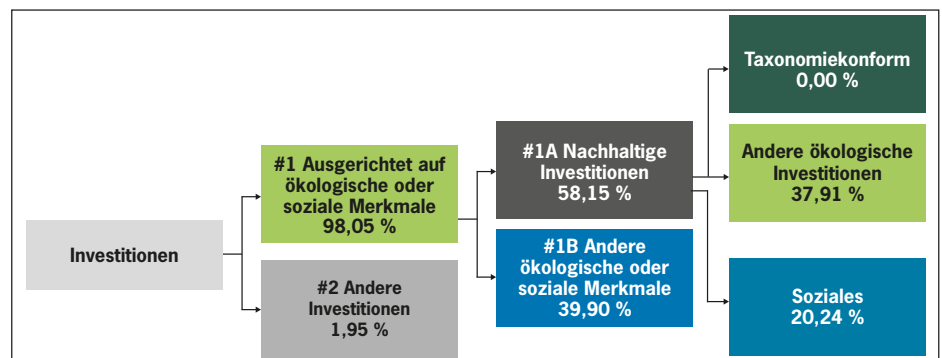 Investitionen
#1 Ausgerichtet auf
ökologische oder
soziale Merkmale
98,05 %
#2 Andere
Investitionen
1,95 %
#1A Nachhaltige
Investitionen
58,15 %
#1B Andere
ökologische oder
soziale Merkmale
39,90 %
Taxonomiekonform
0,00 %
Andere ökologische
Investitionen
37,91 %
Soziales
20,24 %